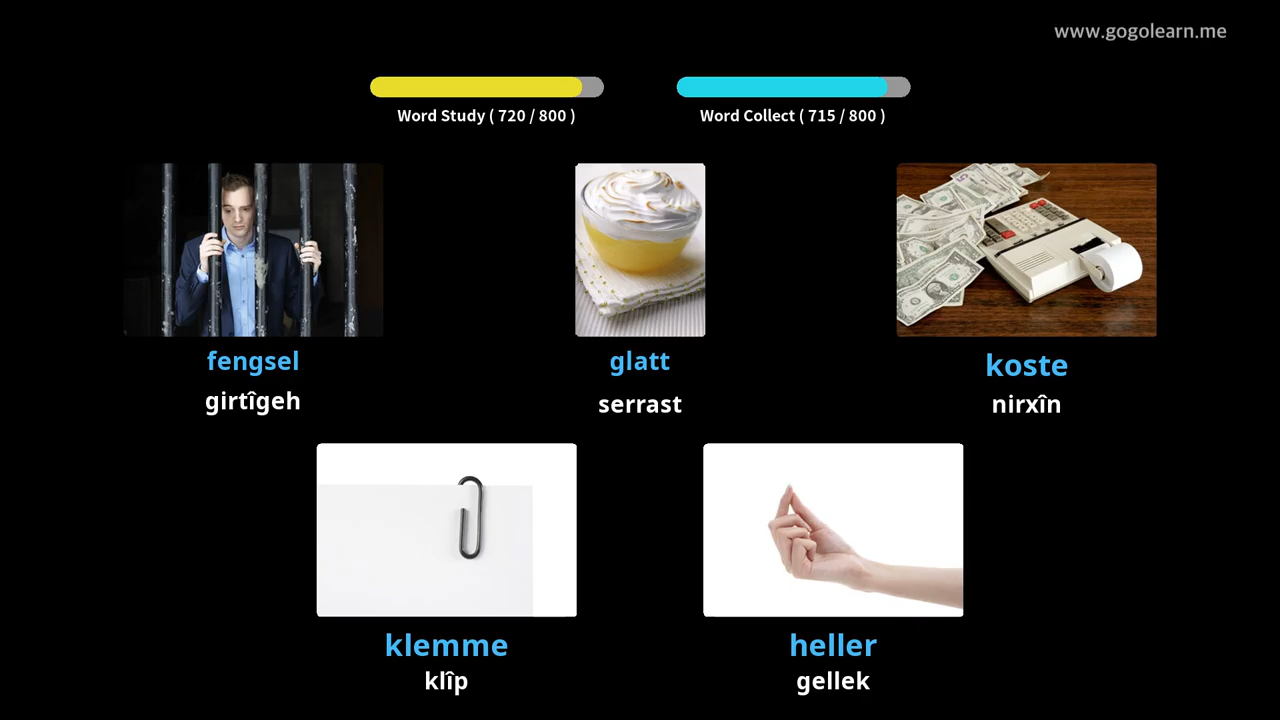 www.gogolearn.me
Word Study ( 720 / 800 )
Word Collect ( 715 / 800 )
fengsel
glatt
koste
girtîgeh
serrast
nirxîn
klemme
heller
klîp
gellek